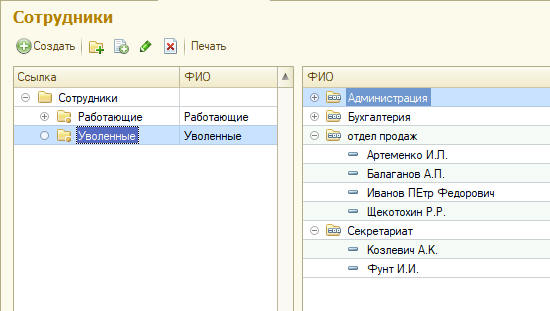 Сотрудники
Создать Печать
Ссылка ФИО
Сотрудники
Работающие Работающие
Уволенные Уволенные
ФИО
Администрация
Бухгалтерия
отдел продаж
Артеменко И.П.
Балаганов А.П.
Иванов ПЕтр Федорович
Щекотохин Р.Р.
Секретариат
Козлевич А.К.
Фунт И.И.